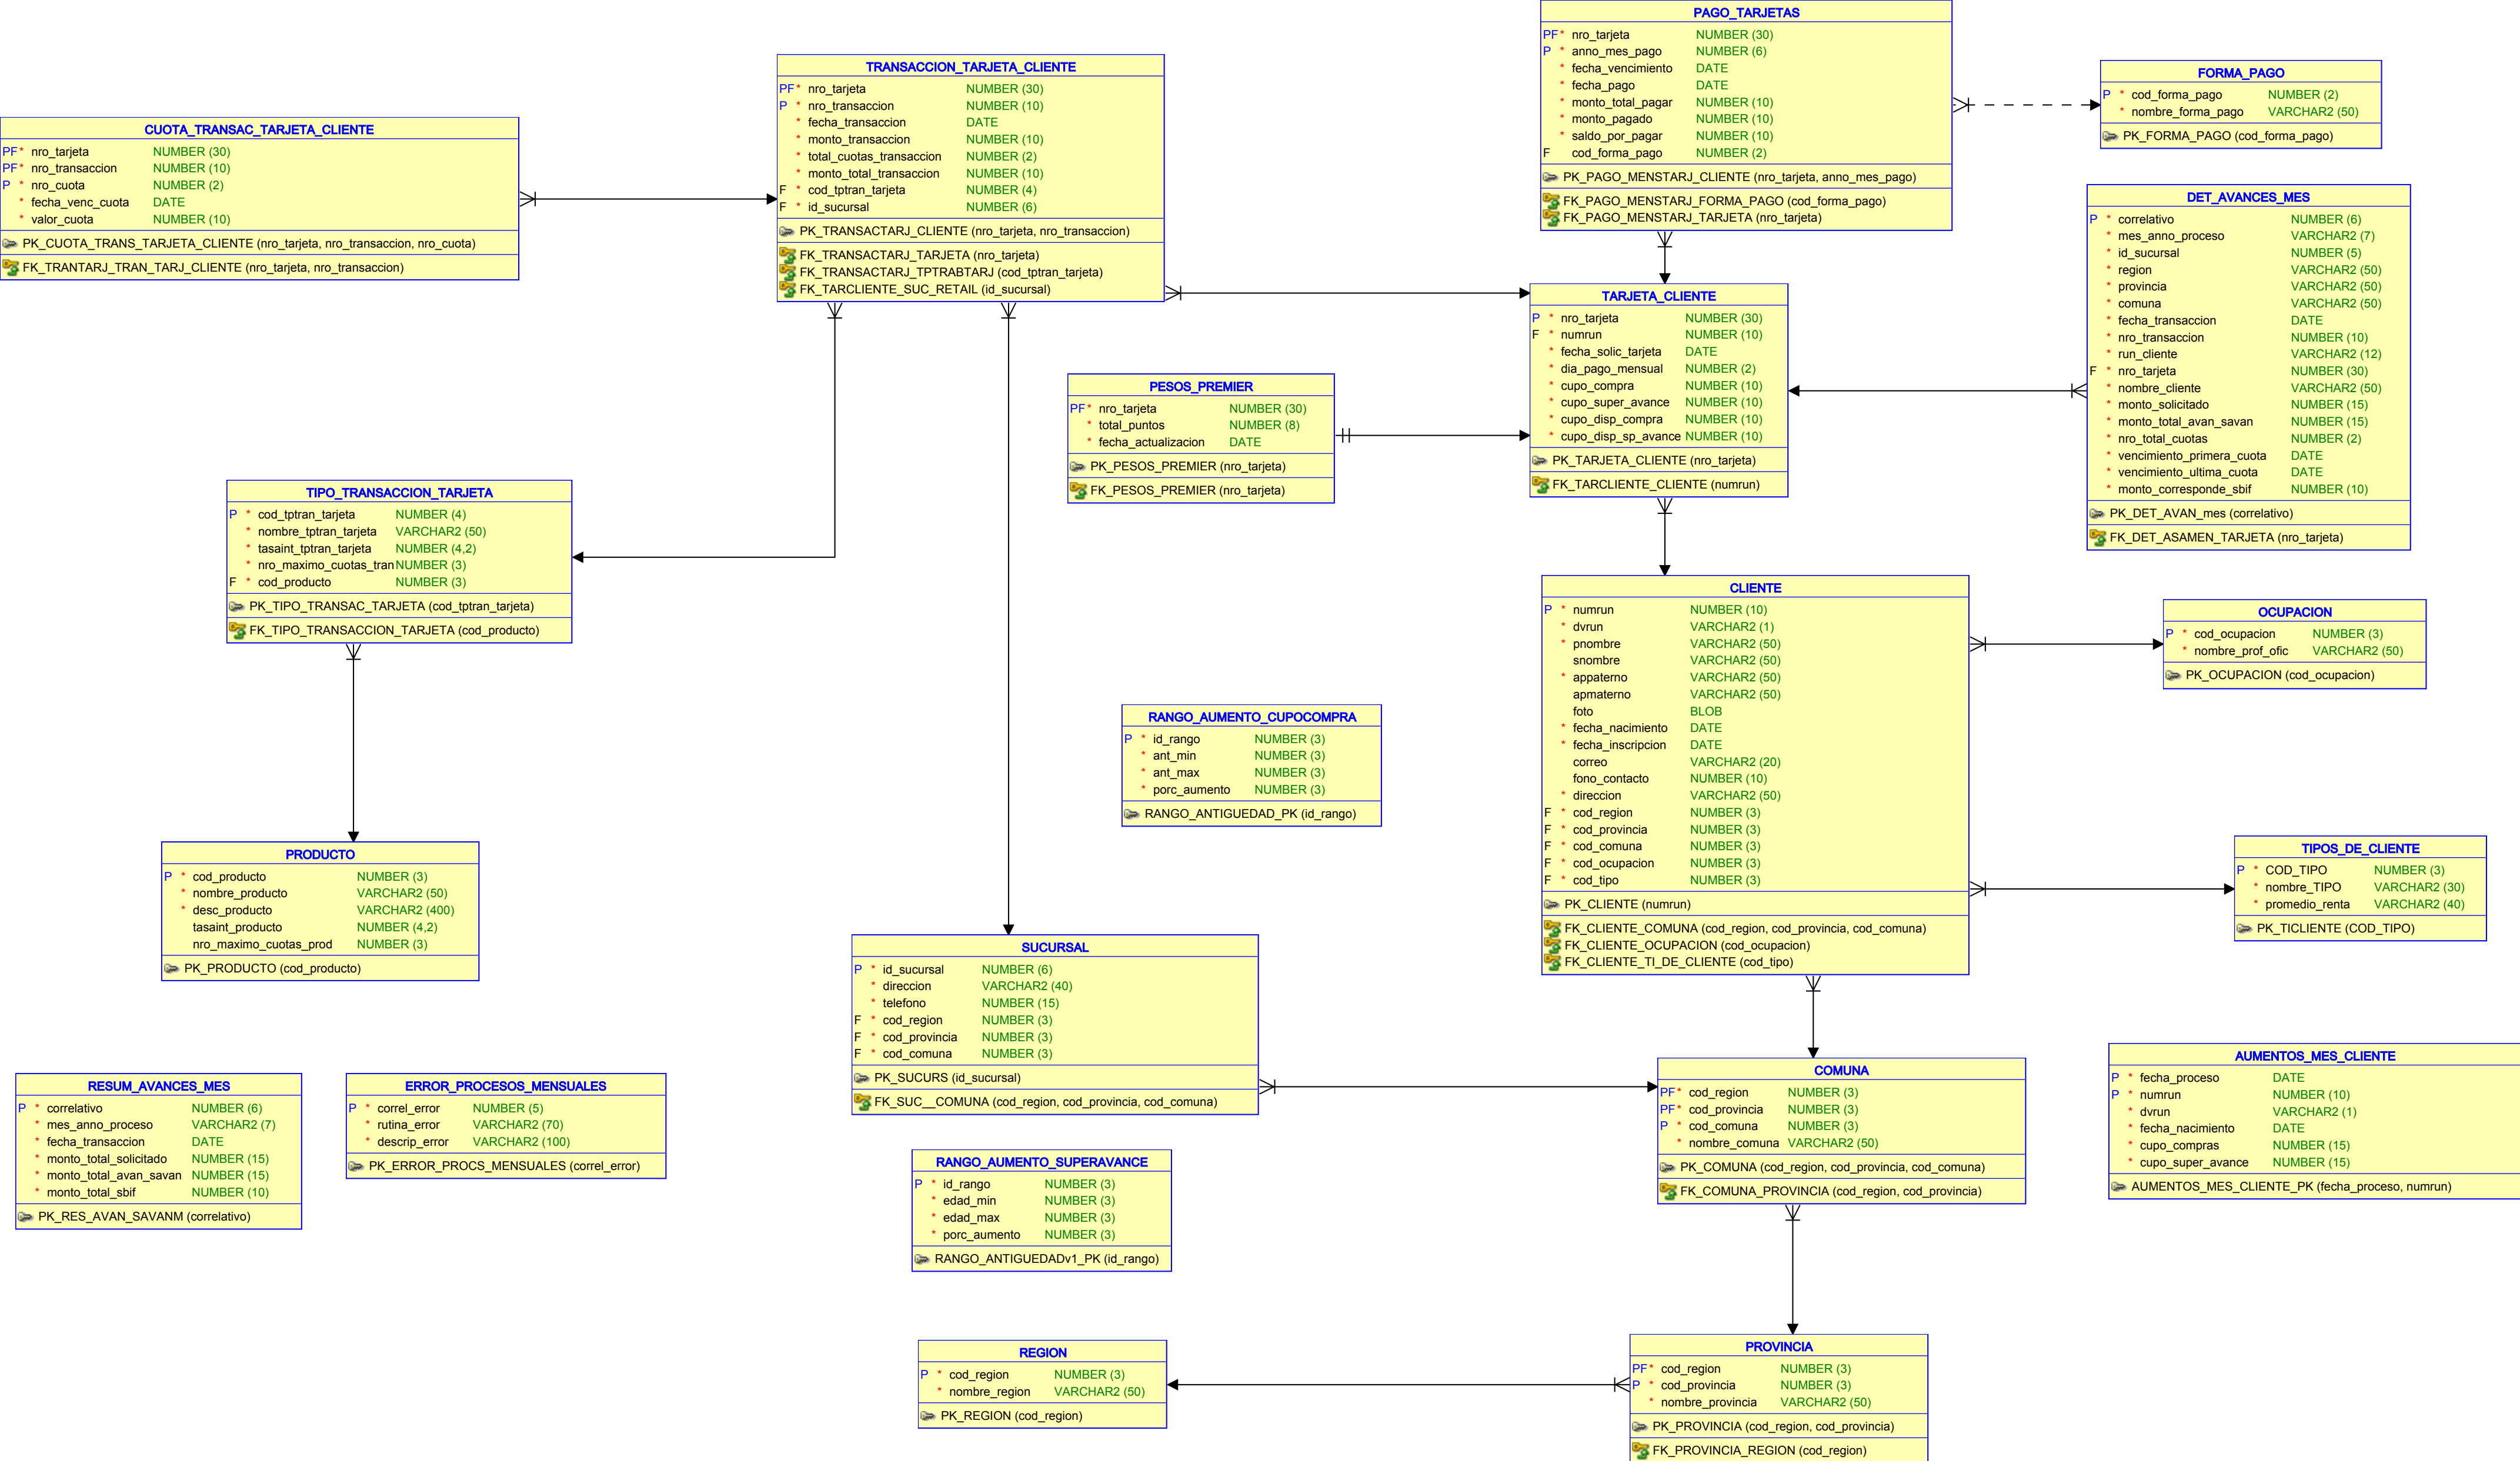 PAGO_TARJETAS
PF* nro_tarjeta NUMBER (30)
P * anno_mes_pago NUMBER (6)
* fecha_vencimiento DATE
* fecha_pago DATE
* monto_total_pagar NUMBER (10)
* monto_pagado NUMBER (10)
* saldo_por_pagar NUMBER (10)
F cod_forma_pago NUMBER (2)
PK_PAGO_MENSTARJ_CLIENTE (nro_tarjeta, anno_mes_pago)
FK_PAGO_MENSTARJ_FORMA_PAGO (cod_forma_pago)
FK_PAGO_MENSTARJ_TARJETA (nro_tarjeta)
TRANSACCION_TARJETA_CLIENTE
PF* nro_tarjeta NUMBER (30)
P * nro_transaccion NUMBER (10)
* fecha_transaccion DATE
* monto_transaccion NUMBER (10)
* total_cuotas_transaccion NUMBER (2)
* monto_total_transaccion NUMBER (10)
F * cod_tptran_tarjeta NUMBER (4)
F * id_sucursal NUMBER (6)
PK_TRANSACTARJ_CLIENTE (nro_tarjeta, nro_transaccion)
FK_TRANSACTARJ_TARJETA (nro_tarjeta)
FK_TRANSACTARJ_TPTRABTARJ (cod_tptran_tarjeta)
FK_TARCLIENTE_SUC_RETAIL (id_sucursal)
FORMA_PAGO
P * cod_forma_pago NUMBER (2)
* nombre_forma_pago VARCHAR2 (50)
PK_FORMA_PAGO (cod_forma_pago)
CUOTA_TRANSAC_TARJETA_CLIENTE
PF* nro_tarjeta NUMBER (30)
PF* nro_transaccion NUMBER (10)
P * nro_cuota NUMBER (2)
* fecha_venc_cuota DATE
* valor_cuota NUMBER (10)
PK_CUOTA_TRANS_TARJETA_CLIENTE (nro_tarjeta, nro_transaccion, nro_cuota)
FK_TRANTARJ_TRAN_TARJ_CLIENTE (nro_tarjeta, nro_transaccion)
DET_AVANCES_MES
P * correlativo NUMBER (6)
* mes_anno_proceso VARCHAR2 (7)
* id_sucursal NUMBER (5)
* region VARCHAR2 (50)
* provincia VARCHAR2 (50)
* comuna VARCHAR2 (50)
* fecha_transaccion DATE
* nro_transaccion NUMBER (10)
* run_cliente VARCHAR2 (12)
F * nro_tarjeta NUMBER (30)
* nombre_cliente VARCHAR2 (50)
* monto_solicitado NUMBER (15)
* monto_total_avan_savan NUMBER (15)
* nro_total_cuotas NUMBER (2)
* vencimiento_primera_cuota DATE
* vencimiento_ultima_cuota DATE
* monto_corresponde_sbif NUMBER (10)
PK_DET_AVAN_mes (correlativo)
FK_DET_ASAMEN_TARJETA (nro_tarjeta)
TARJETA_CLIENTE
P * nro_tarjeta NUMBER (30)
F * numrun NUMBER (10)
* fecha_solic_tarjeta DATE
* dia_pago_mensual NUMBER (2)
* cupo_compra NUMBER (10)
* cupo_super_avance NUMBER (10)
* cupo_disp_compra NUMBER (10)
* cupo_disp_sp_avance NUMBER (10)
PK_TARJETA_CLIENTE (nro_tarjeta)
FK_TARCLIENTE_CLIENTE (numrun)
PESOS_PREMIER
PF* nro_tarjeta NUMBER (30)
* total_puntos NUMBER (8)
* fecha_actualizacion DATE
PK_PESOS_PREMIER (nro_tarjeta)
FK_PESOS_PREMIER (nro_tarjeta)
TIPO_TRANSACCION_TARJETA
P * cod_tptran_tarjeta NUMBER (4)
* nombre_tptran_tarjeta VARCHAR2 (50)
* tasaint_tptran_tarjeta NUMBER (4,2)
* nro_maximo_cuotas_tran NUMBER (3)
F * cod_producto NUMBER (3)
PK_TIPO_TRANSAC_TARJETA (cod_tptran_tarjeta)
FK_TIPO_TRANSACCION_TARJETA (cod_producto)
CLIENTE
P * numrun NUMBER (10)
* dvrun VARCHAR2 (1)
* pnombre VARCHAR2 (50)
snombre VARCHAR2 (50)
* appaterno VARCHAR2 (50)
apmaterno VARCHAR2 (50)
foto BLOB
* fecha_nacimiento DATE
* fecha_inscripcion DATE
correo VARCHAR2 (20)
fono_contacto NUMBER (10)
* direccion VARCHAR2 (50)
F * cod_region NUMBER (3)
F * cod_provincia NUMBER (3)
F * cod_comuna NUMBER (3)
F * cod_ocupacion NUMBER (3)
F * cod_tipo NUMBER (3)
PK_CLIENTE (numrun)
FK_CLIENTE_COMUNA (cod_region, cod_provincia, cod_comuna)
FK_CLIENTE_OCUPACION (cod_ocupacion)
FK_CLIENTE_TI_DE_CLIENTE (cod_tipo)
OCUPACION
P * cod_ocupacion NUMBER (3)
* nombre_prof_ofic VARCHAR2 (50)
PK_OCUPACION (cod_ocupacion)
RANGO_AUMENTO_CUPOCOMPRA
P * id_rango NUMBER (3)
* ant_min NUMBER (3)
* ant_max NUMBER (3)
* porc_aumento NUMBER (3)
RANGO_ANTIGUEDAD_PK (id_rango)
TIPOS_DE_CLIENTE
P * COD_TIPO NUMBER (3)
* nombre_TIPO VARCHAR2 (30)
* promedio_renta VARCHAR2 (40)
PK_TICLIENTE (COD_TIPO)
PRODUCTO
P * cod_producto NUMBER (3)
* nombre_producto VARCHAR2 (50)
* desc_producto VARCHAR2 (400)
tasaint_producto NUMBER (4,2)
nro_maximo_cuotas_prod NUMBER (3)
PK_PRODUCTO (cod_producto)
SUCURSAL
P * id_sucursal NUMBER (6)
* direccion VARCHAR2 (40)
* telefono NUMBER (15)
F * cod_region NUMBER (3)
F * cod_provincia NUMBER (3)
F * cod_comuna NUMBER (3)
PK_SUCURS (id_sucursal)
FK_SUC__COMUNA (cod_region, cod_provincia, cod_comuna)
RESUM_AVANCES_MES
P * correlativo NUMBER (6)
* mes_anno_proceso VARCHAR2 (7)
* fecha_transaccion DATE
* monto_total_solicitado NUMBER (15)
* monto_total_avan_savan NUMBER (15)
* monto_total_sbif NUMBER (10)
PK_RES_AVAN_SAVANM (correlativo)
ERROR_PROCESOS_MENSUALES
P * correl_error NUMBER (5)
* rutina_error VARCHAR2 (70)
* descrip_error VARCHAR2 (100)
PK_ERROR_PROCS_MENSUALES (correl_error)
COMUNA
PF* cod_region NUMBER (3)
PF* cod_provincia NUMBER (3)
P * cod_comuna NUMBER (3)
* nombre_comuna VARCHAR2 (50)
PK_COMUNA (cod_region, cod_provincia, cod_comuna)
FK_COMUNA_PROVINCIA (cod_region, cod_provincia)
AUMENTOS_MES_CLIENTE
P * fecha_proceso DATE
P * numrun NUMBER (10)
* dvrun VARCHAR2 (1)
* fecha_nacimiento DATE
* cupo_compras NUMBER (15)
* cupo_super_avance NUMBER (15)
AUMENTOS_MES_CLIENTE_PK (fecha_proceso, numrun)
RANGO_AUMENTO_SUPERAVANCE
P * id_rango NUMBER (3)
* edad_min NUMBER (3)
* edad_max NUMBER (3)
* porc_aumento NUMBER (3)
RANGO_ANTIGUEDADv1_PK (id_rango)
REGION
P * cod_region NUMBER (3)
* nombre_region VARCHAR2 (50)
PK_REGION (cod_region)
PROVINCIA
PF* cod_region NUMBER (3)
P * cod_provincia NUMBER (3)
* nombre_provincia VARCHAR2 (50)
PK_PROVINCIA (cod_region, cod_provincia)
FK_PROVINCIA_REGION (cod_region)